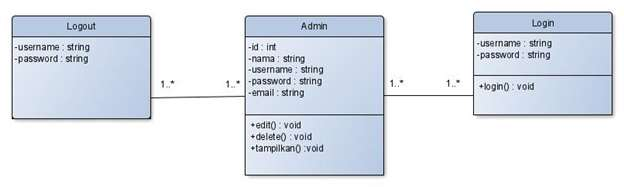 Logout
-username : string
-password : string
1..*
1..*
Admin
-id : int
-nama : string
-username : string
-password : string
-email : string
+edit() : void
+delete() : void
+tampilkan() :void
1..*
1..*
Login
-username : string
-password : string
+login() : void